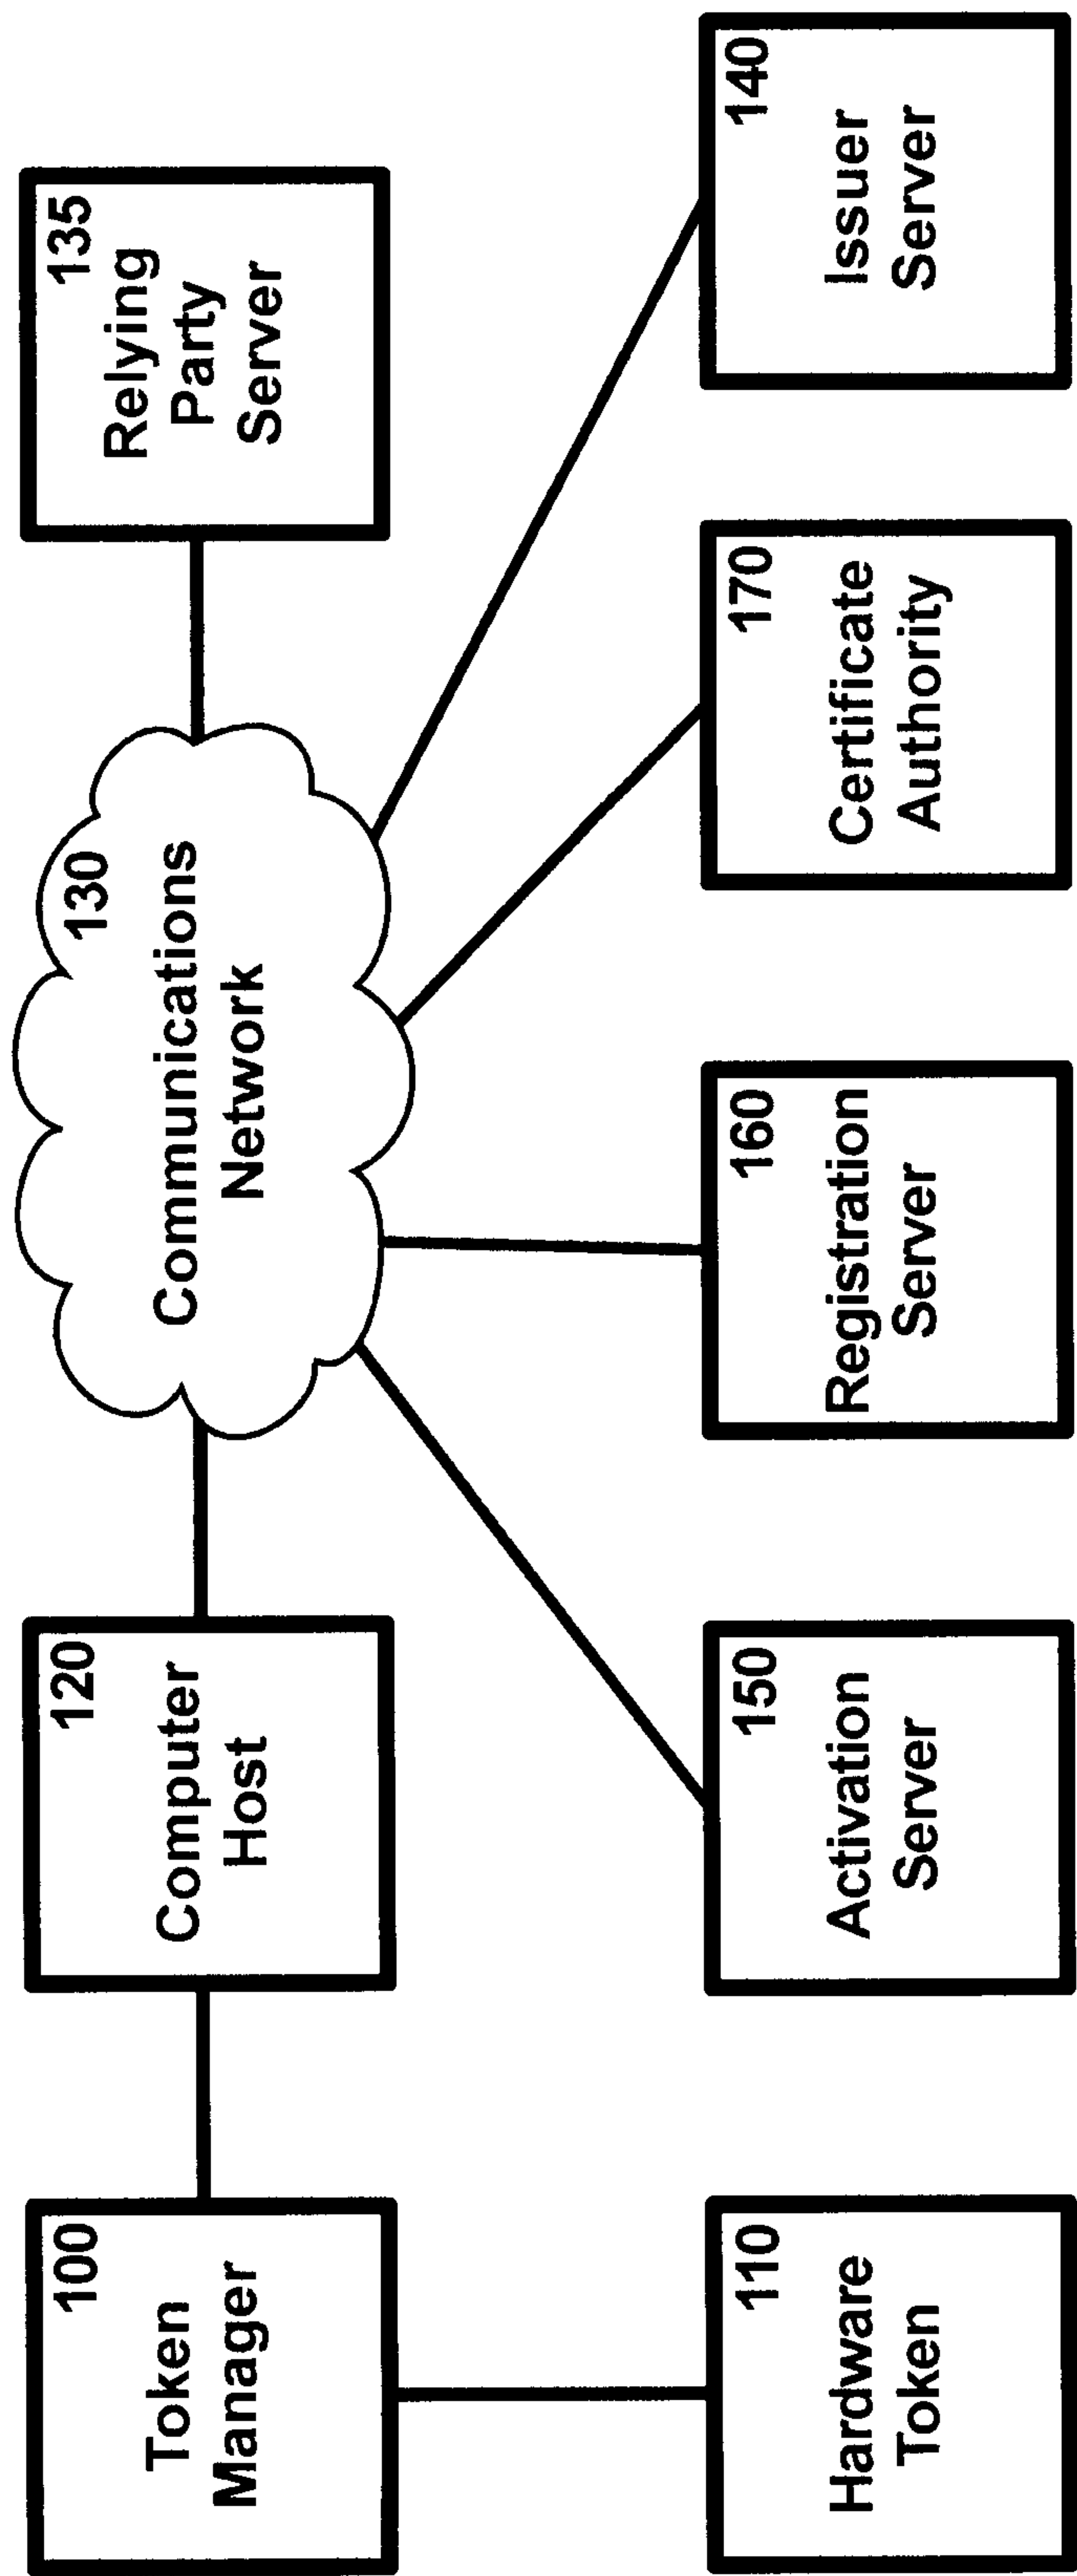 100
Token
Manager
120
Computer
Host
130
Communications
Network
135
Relying
Party
Server
110
Hardware
Token
150
Activation
Server
160
Registration
Server
170
Certificate
Authority
140
Issuer
Server